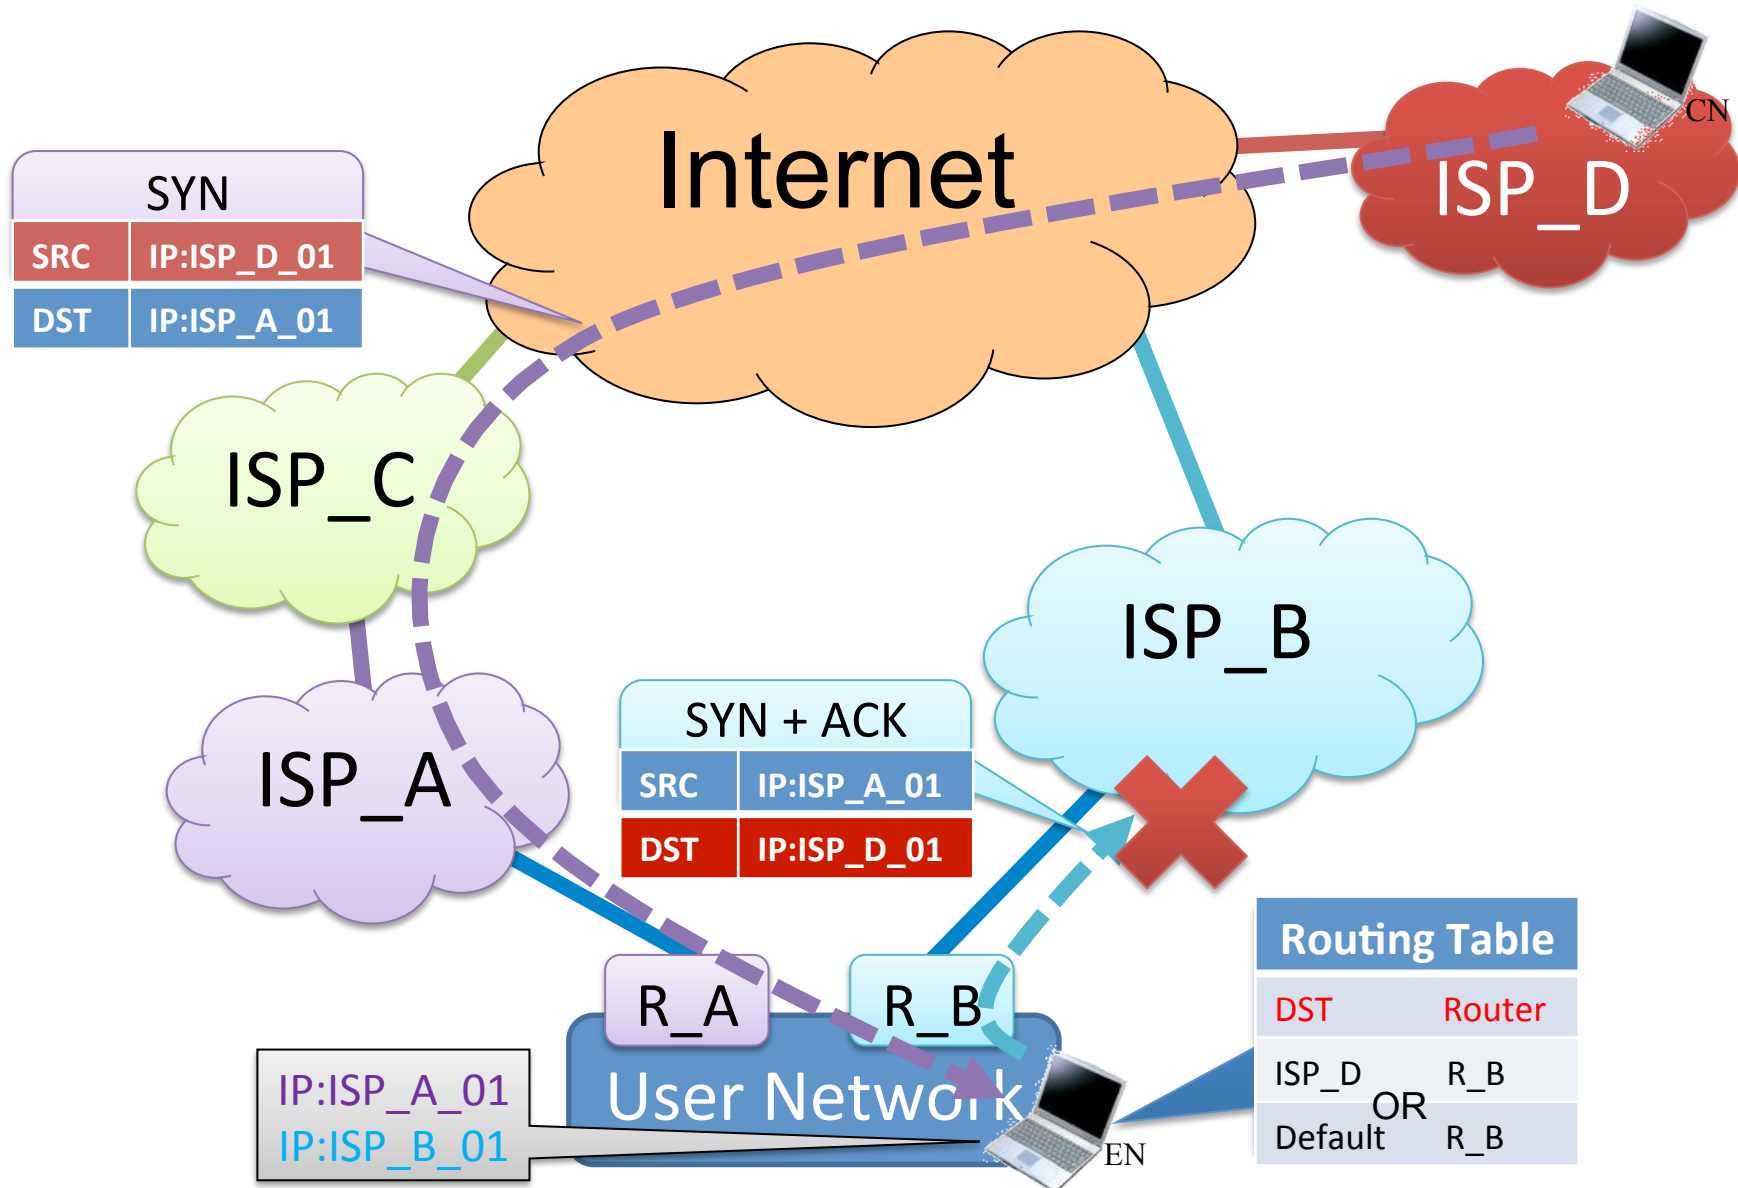 Internet
CN
ISP_D
SYN
SRC IP:ISP_D_01
DST IP:ISP_A_01
ISP_C
ISP_B
ISP_A
SYN + ACK
SRC IP:ISP_A_01
DST IP:ISP_D_01
R_A
R_B
User Network
EN
IP:ISP_A_01
IP:ISP_B_01
Routing Table
DST Router
ISP_D R_B
OR
Default R_B